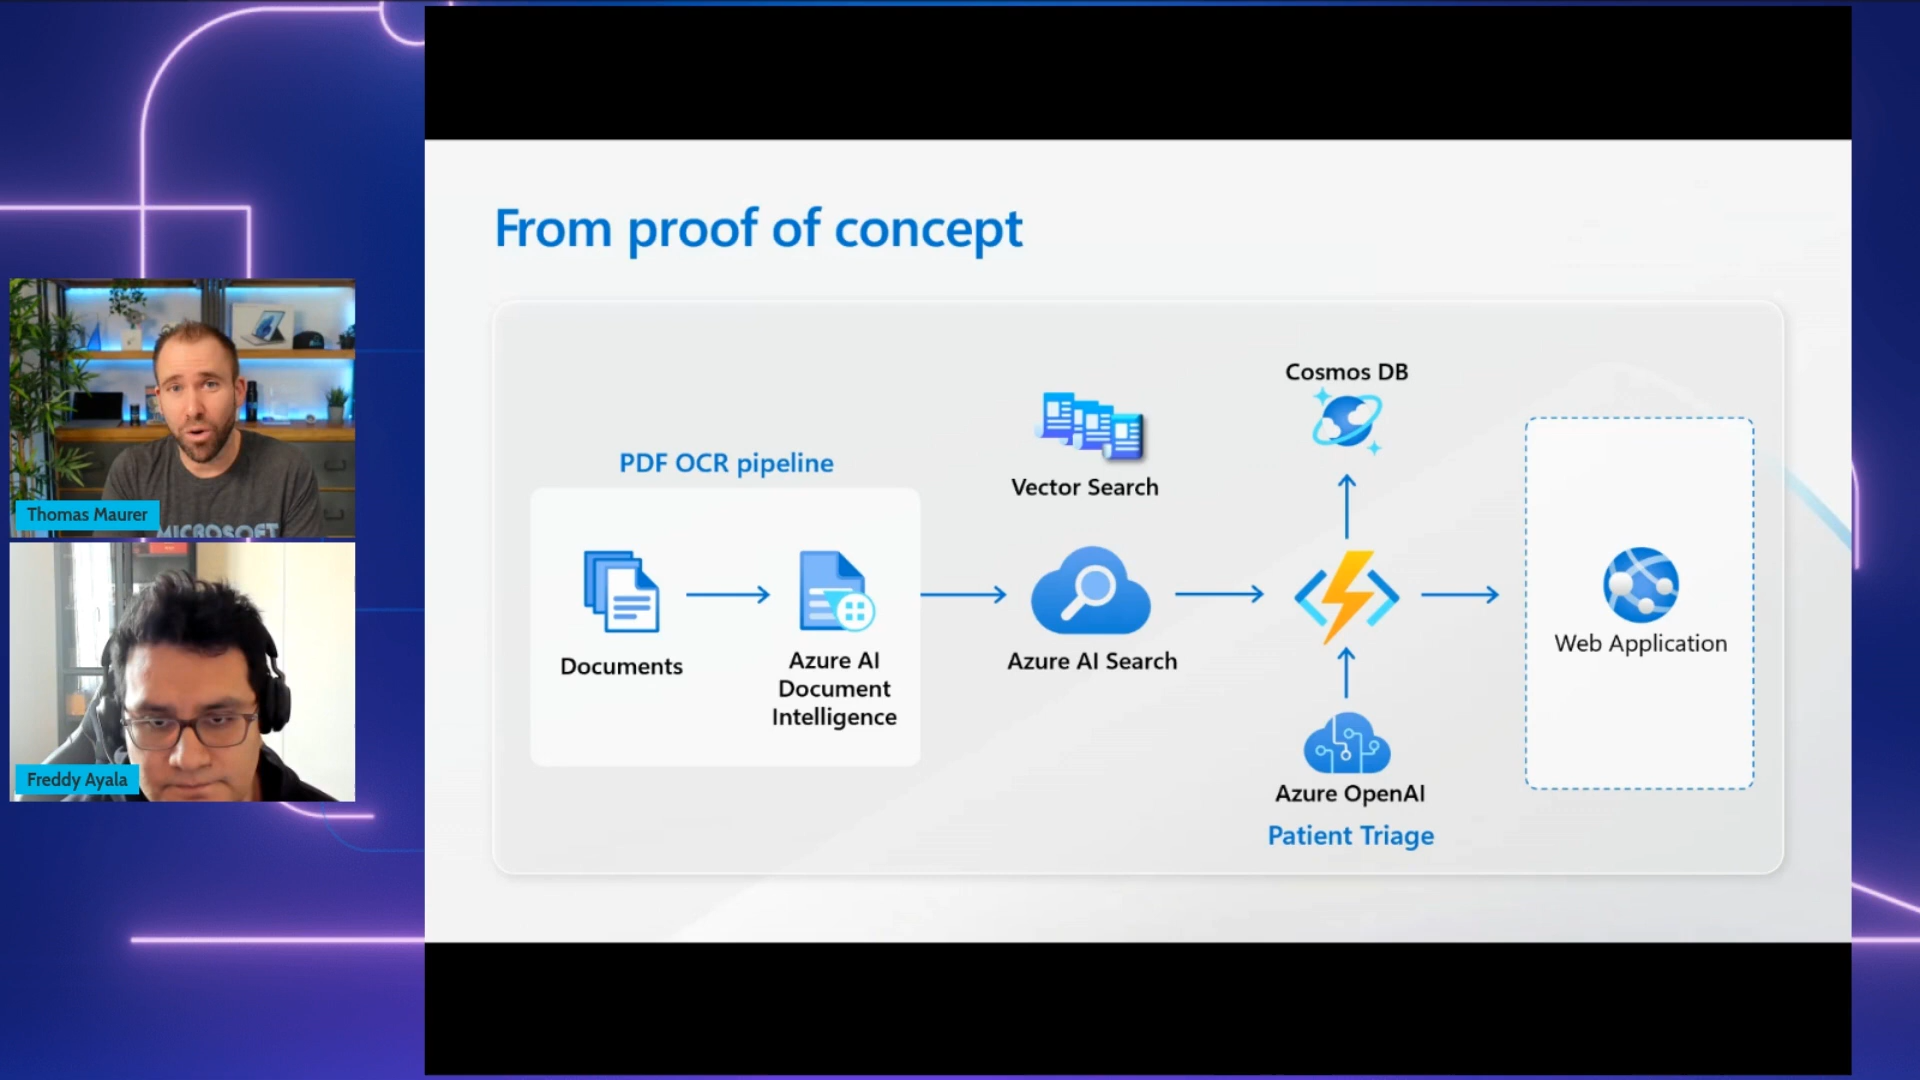 From proof of concept
Cosmos DB
PDF OCR pipeline
Vector Search
Documents
Azure AI
Document
Intelligence
Azure AI Search
Web Application
Azure OpenAI
Patient Triage
MICROSOFT
Thomas Maurer
Freddy Ayala